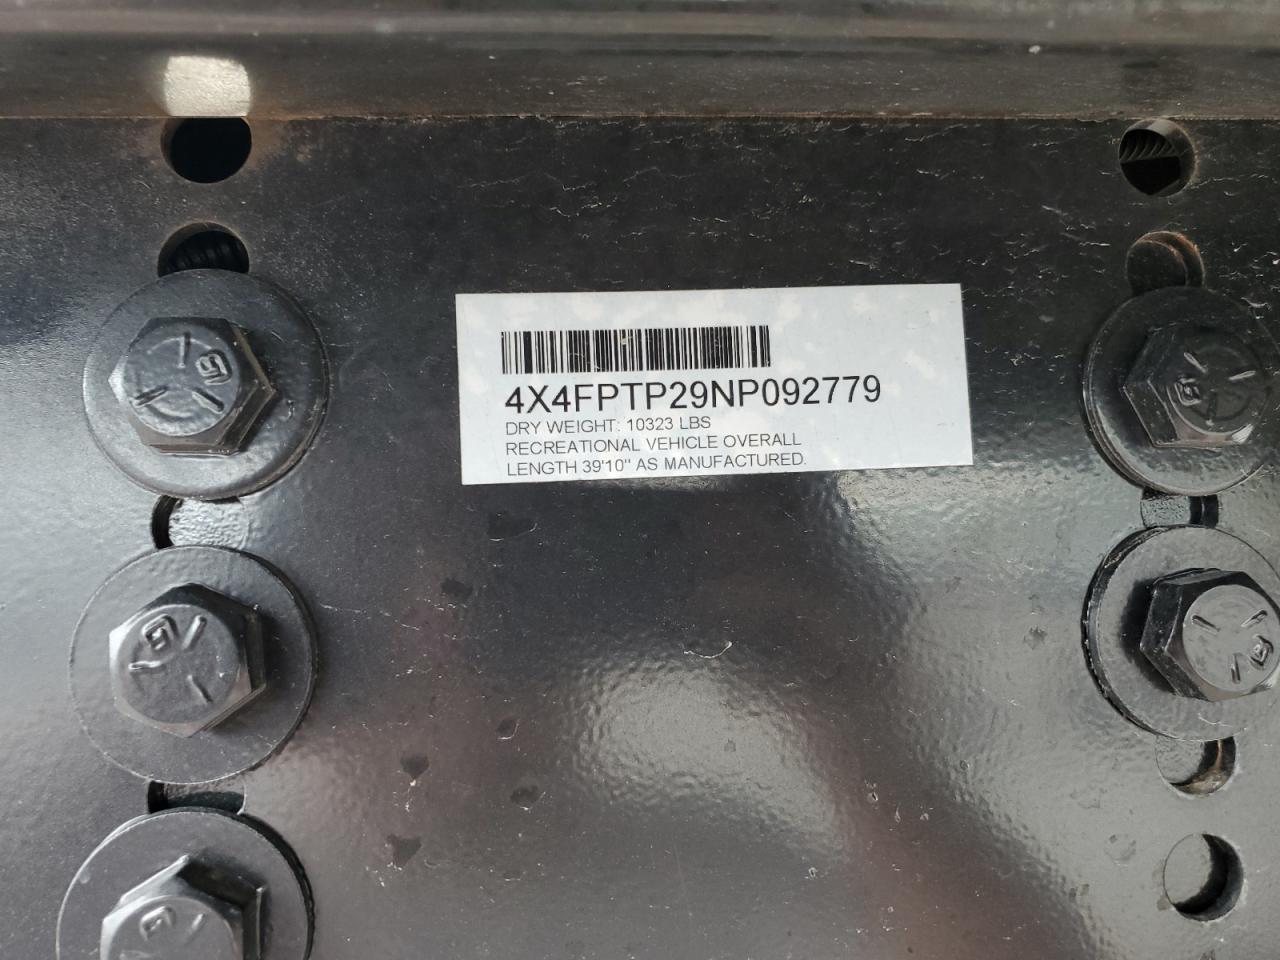 4X4FPTP29NP092779
DRY WEIGHT: 10323 LBS
RECREATIONAL VEHICLE OVERALL
LENGTH 39'10" AS MANUFACTURED.